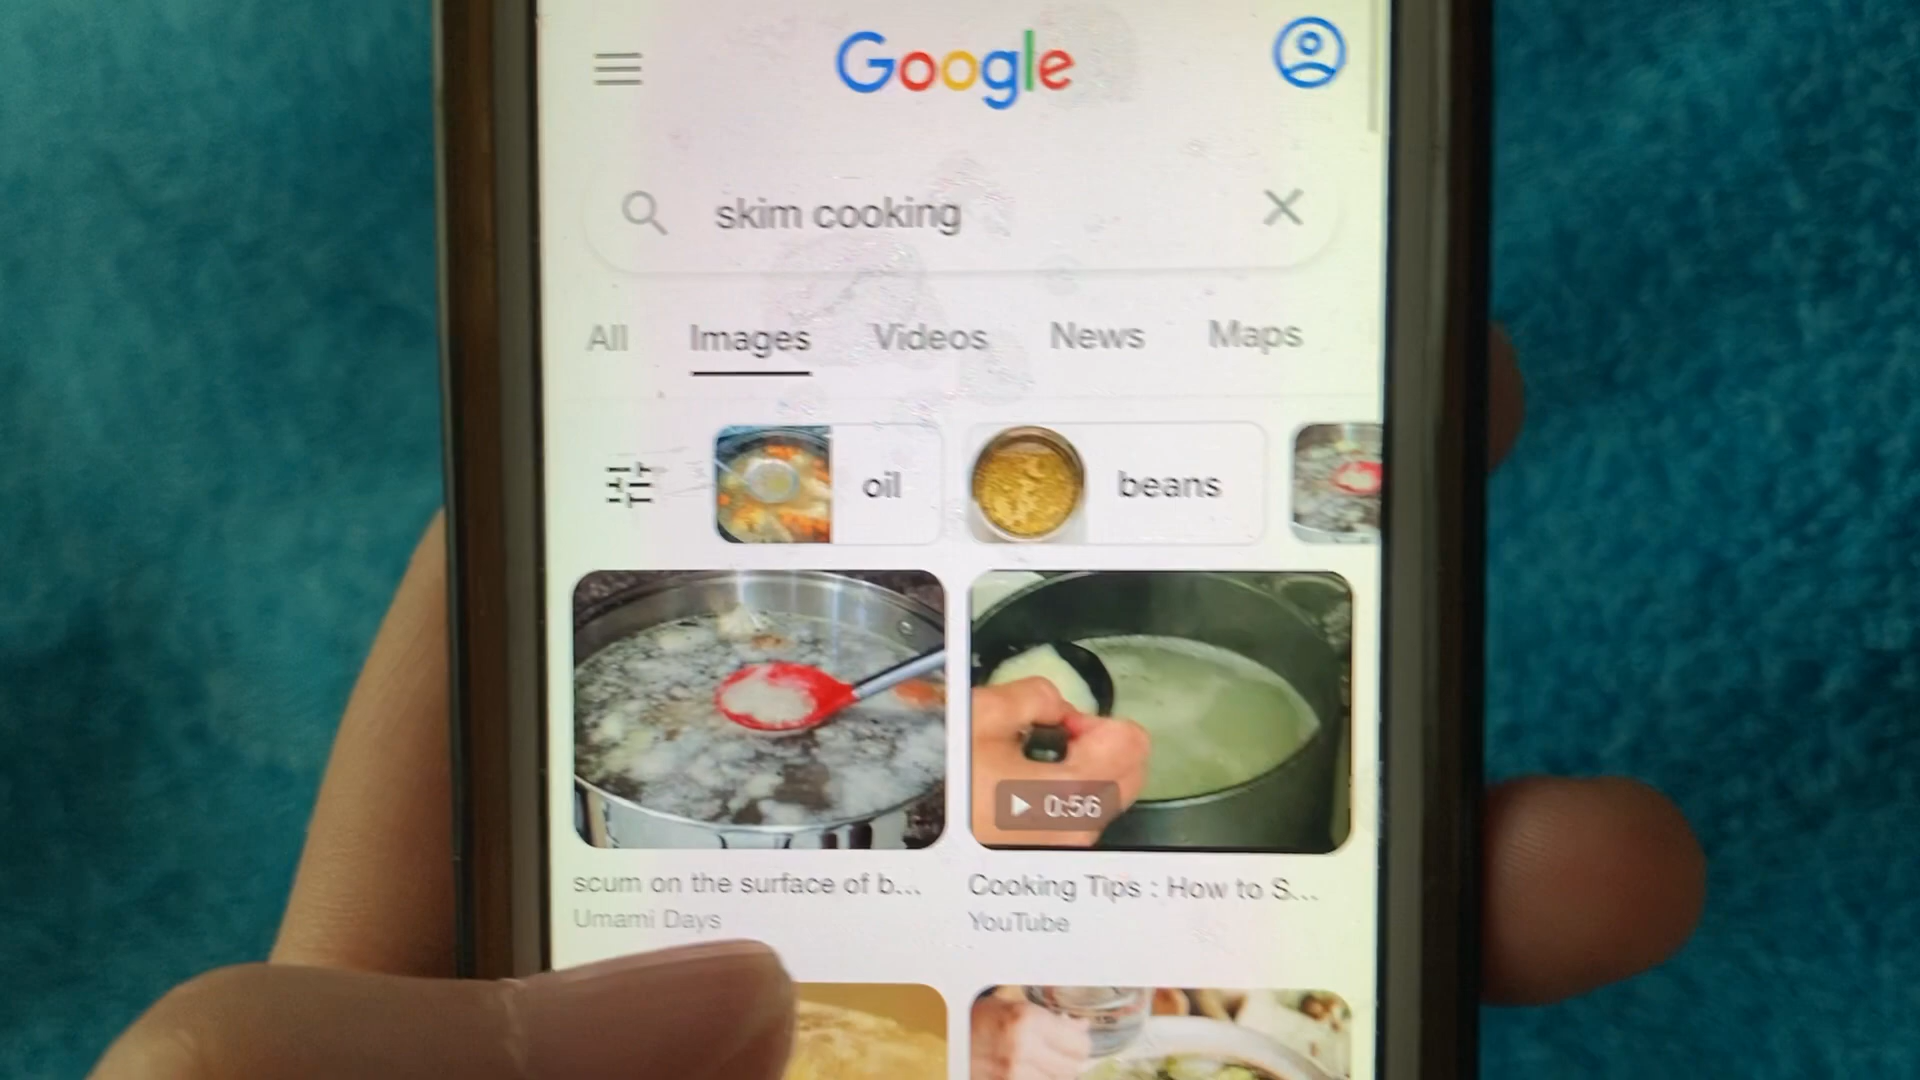 Google
skim cooking
All Images Videos News Maps
oil beans
scum on the surface of b...
Umami Days
0:56
Cooking Tips : How to S...
YouTube